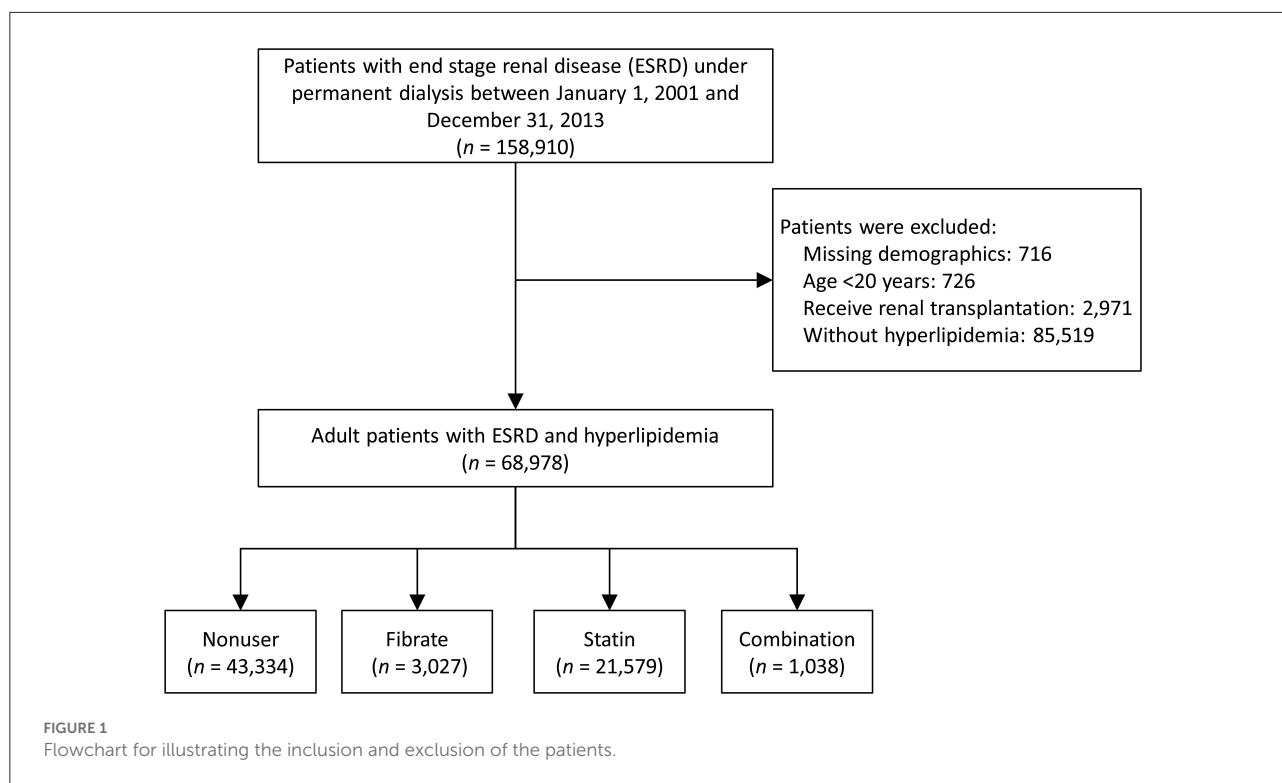 Patients with end stage renal disease (ESRD) under
permanent dialysis between January 1, 2001 and
December 31, 2013
(n = 158,910)
Patients were excluded:
Missing demographics: 716
Age <20 years: 726
Receive renal transplantation: 2,971
Without hyperlipidemia: 85,519
Adult patients with ESRD and hyperlipidemia
(n = 68,978)
Nonuser
(n = 43,334)
Fibrate
(n = 3,027)
Statin
(n = 21,579)
Combination
(n = 1,038)
FIGURE 1
Flowchart for illustrating the inclusion and exclusion of the patients.